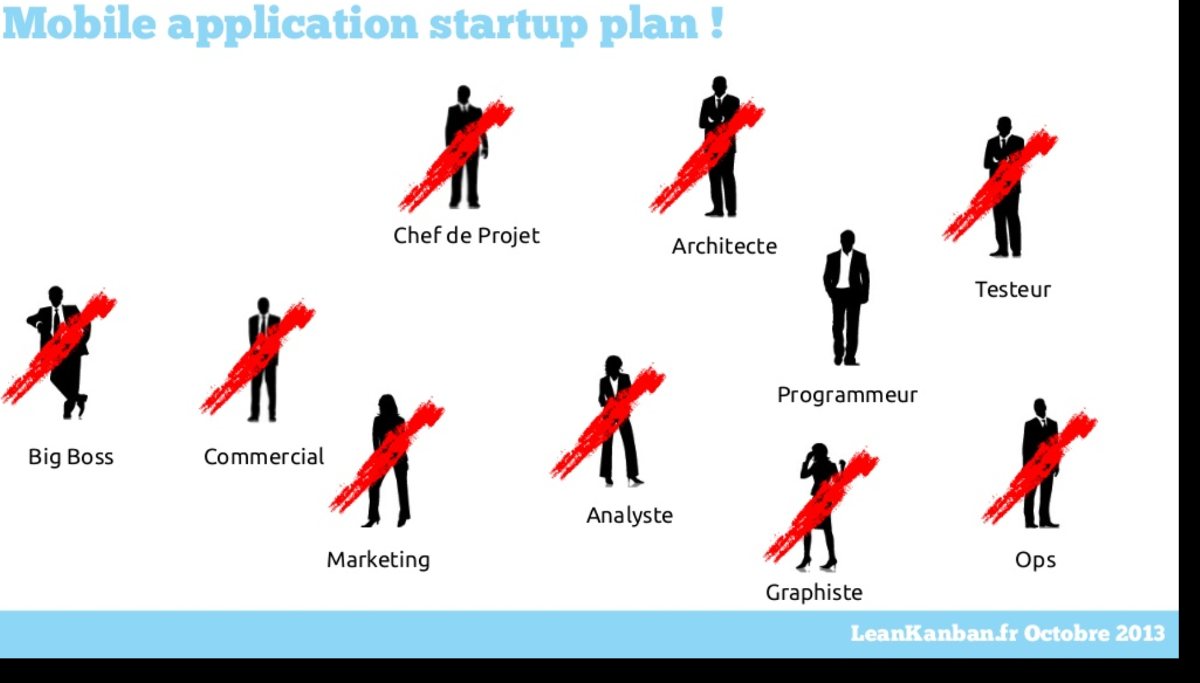 Mobile application startup plan !
Chef de Projet
Architecte
Testeur
Programmeur
Big Boss
Commercial
Analyste
Marketing
Ops
Graphiste
LeanKanban.fr Octobre 2013